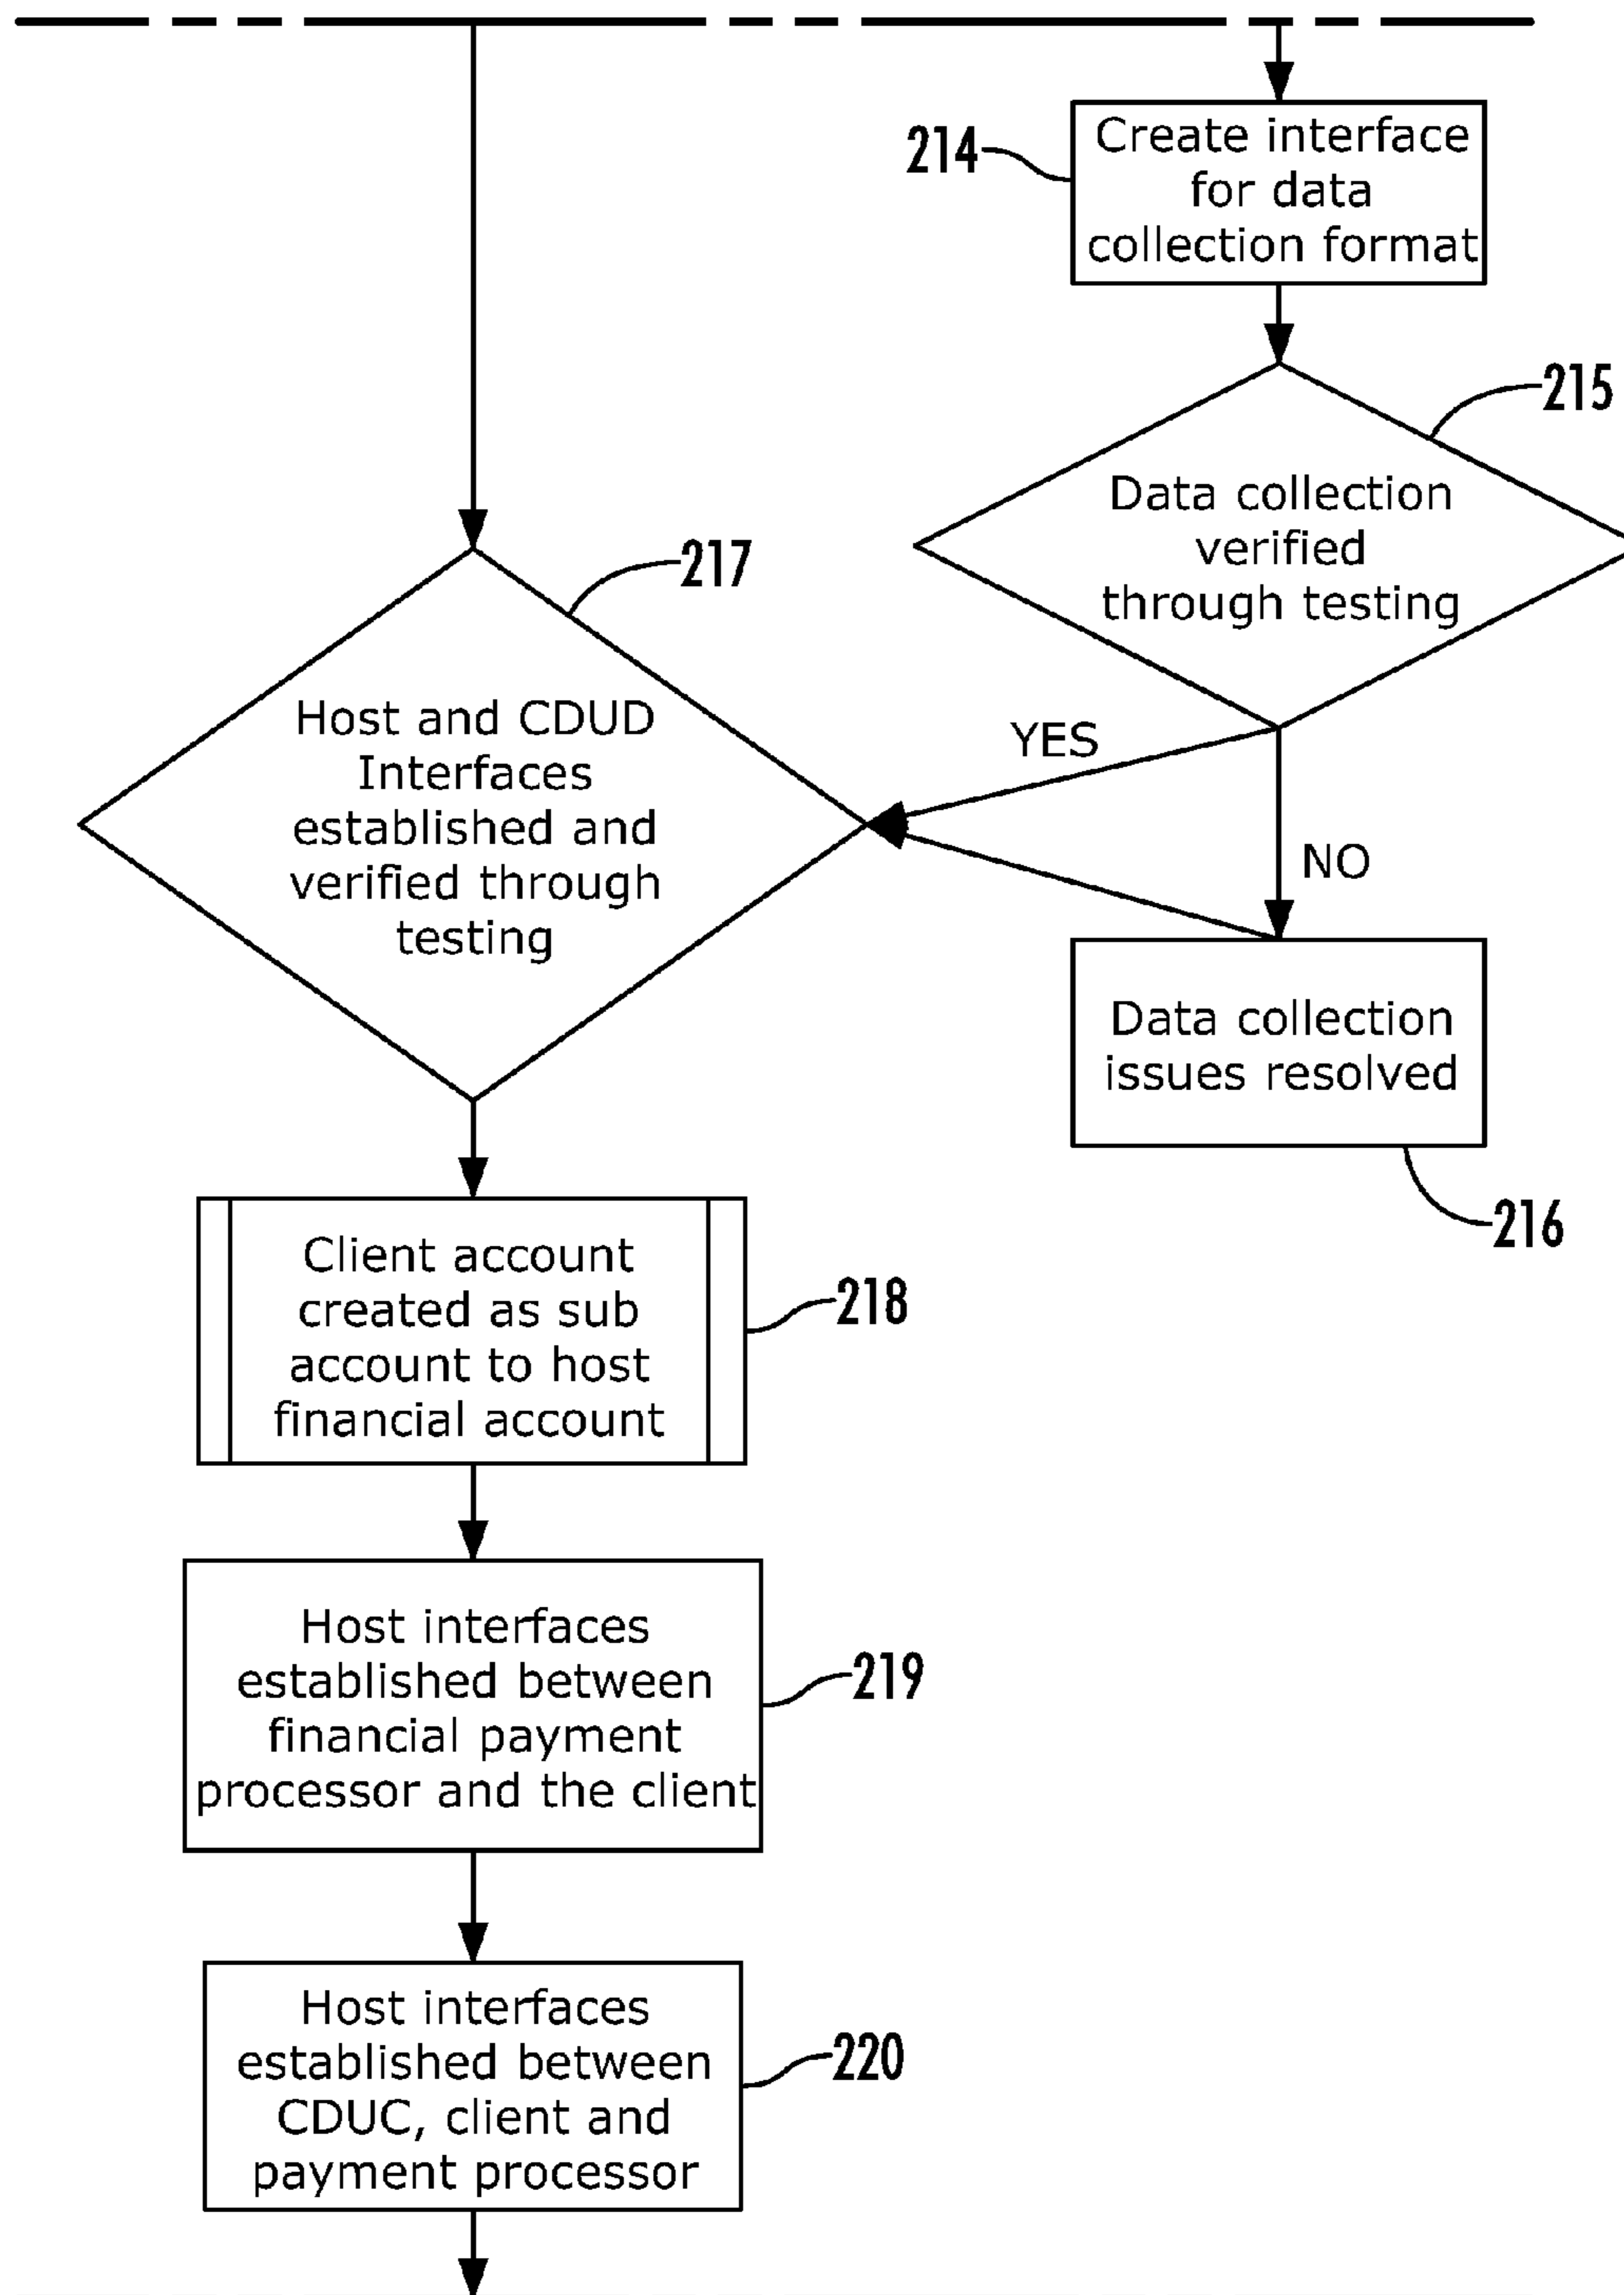 214
Create interface
for data
collection format
215
Data collection
verified
through testing
217
Host and CDUD
Interfaces
established and
verified through
testing
YES
NO
Data collection
issues resolved
216
Client account
created as sub
account to host
financial account
218
Host interfaces
established between
financial payment
processor and the client
219
Host interfaces
established between
CDUC, client and
payment processor
220